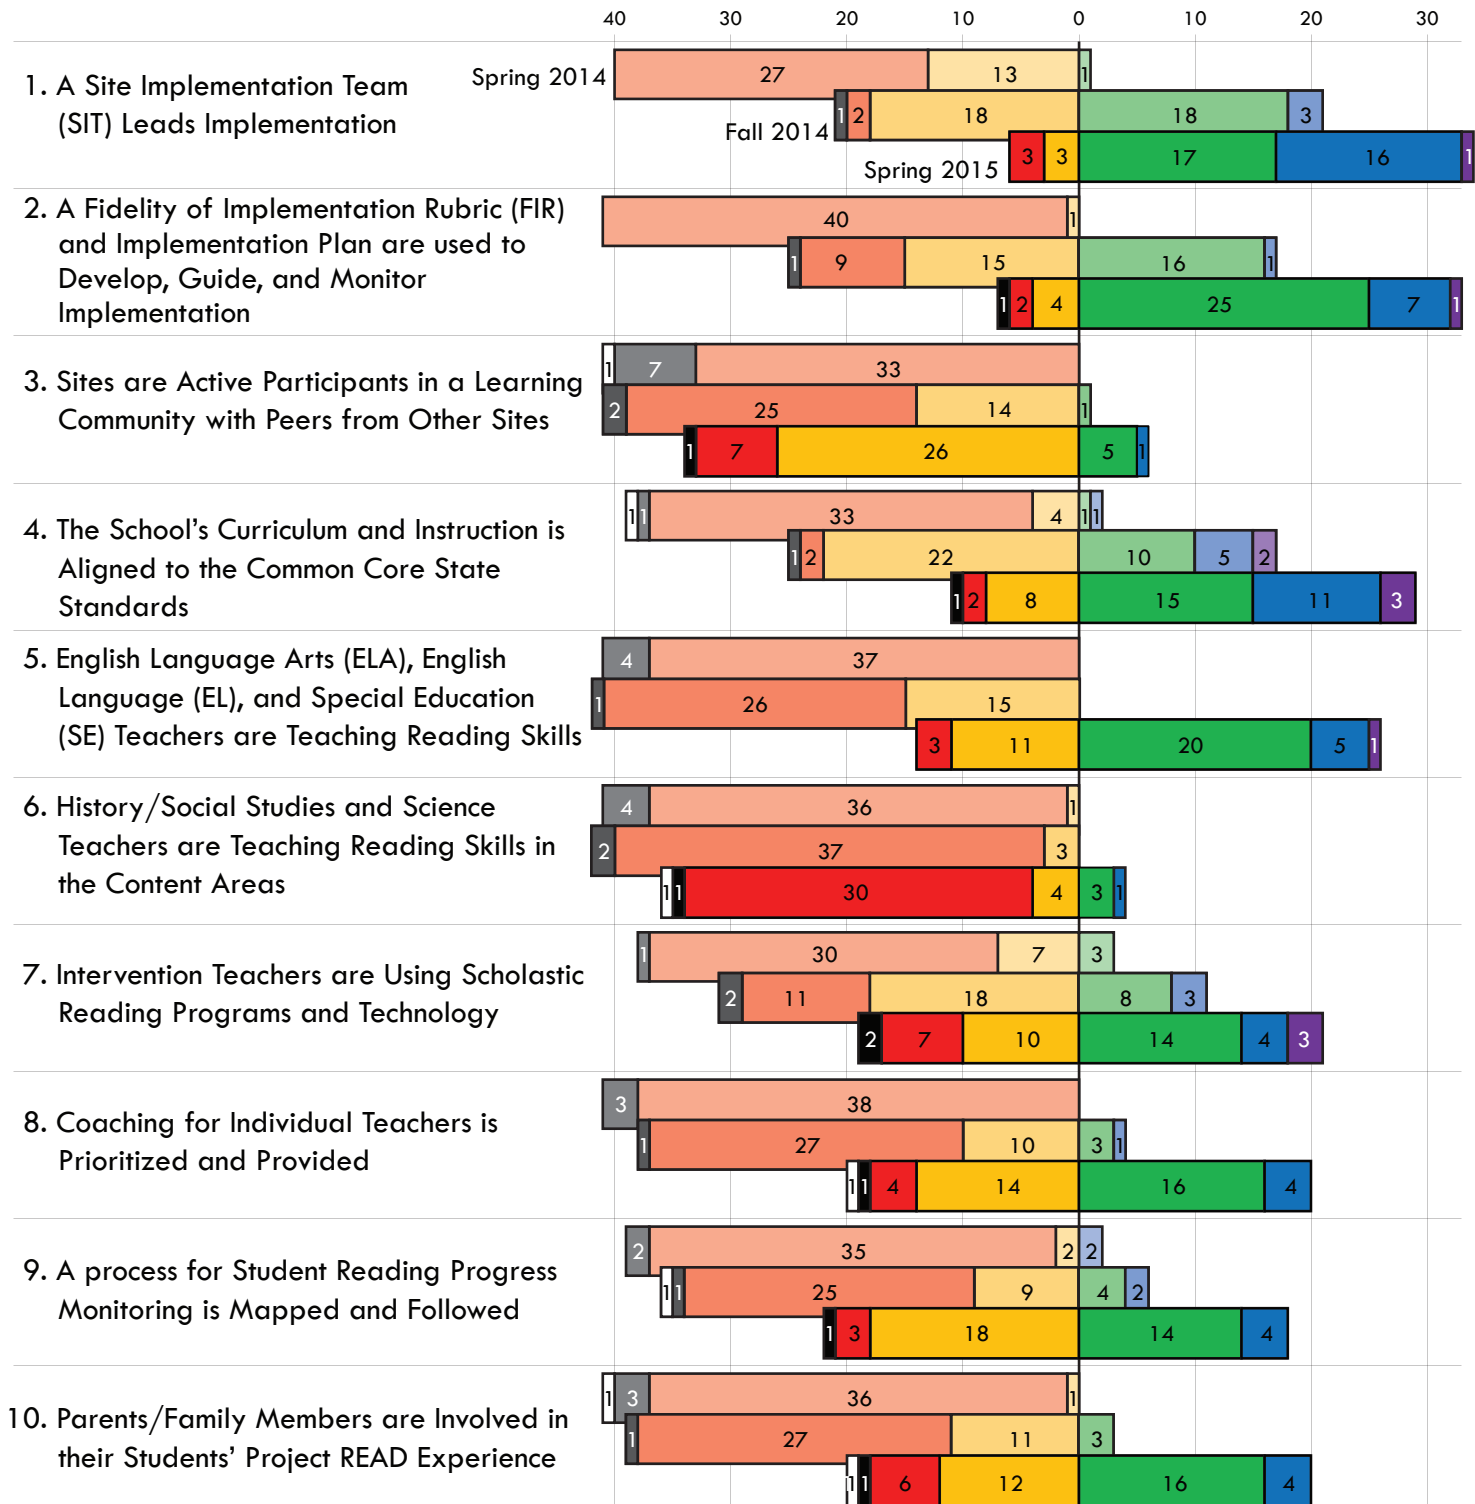 40 30 20 10 0 10 20 30
1. A Site Implementation Team
(SIT) Leads Implementation
Spring 2014
27 13 1
Fall 2014
1 2 18 18 3
Spring 2015
3 3 17 16 1
2. A Fidelity of Implementation Rubric (FIR)
and Implementation Plan are used to
Develop, Guide, and Monitor
Implementation
40 1
1 9 15 16 1
1 2 4 25 7 1
3. Sites are Active Participants in a Learning
Community with Peers from Other Sites
1 7 33
2 25 14 1
1 7 26 5 1
4. The School's Curriculum and Instruction is
Aligned to the Common Core State
Standards
1 1 33 4 1 1
1 2 22 10 5 2
1 2 8 15 11 3
5. English Language Arts (ELA), English
Language (EL), and Special Education
(SE) Teachers are Teaching Reading Skills
4 37
1 26 15
3 11 20 5 1
6. History/Social Studies and Science
Teachers are Teaching Reading Skills in
the Content Areas
4 36 1
2 37 3
1 1 30 4 3 1
7. Intervention Teachers are Using Scholastic
Reading Programs and Technology
1 30 7 3
2 11 18 8 3
2 7 10 14 4 3
8. Coaching for Individual Teachers is
Prioritized and Provided
3 38
1 27 10 3 1
1 1 4 14 16 4
9. A process for Student Reading Progress
Monitoring is Mapped and Followed
2 35 2 2
1 1 25 9 4 2
1 3 18 14 4
10. Parents/Family Members are Involved in
their Students' Project READ Experience
1 3 36 1
1 27 11 3
1 1 6 12 16 4